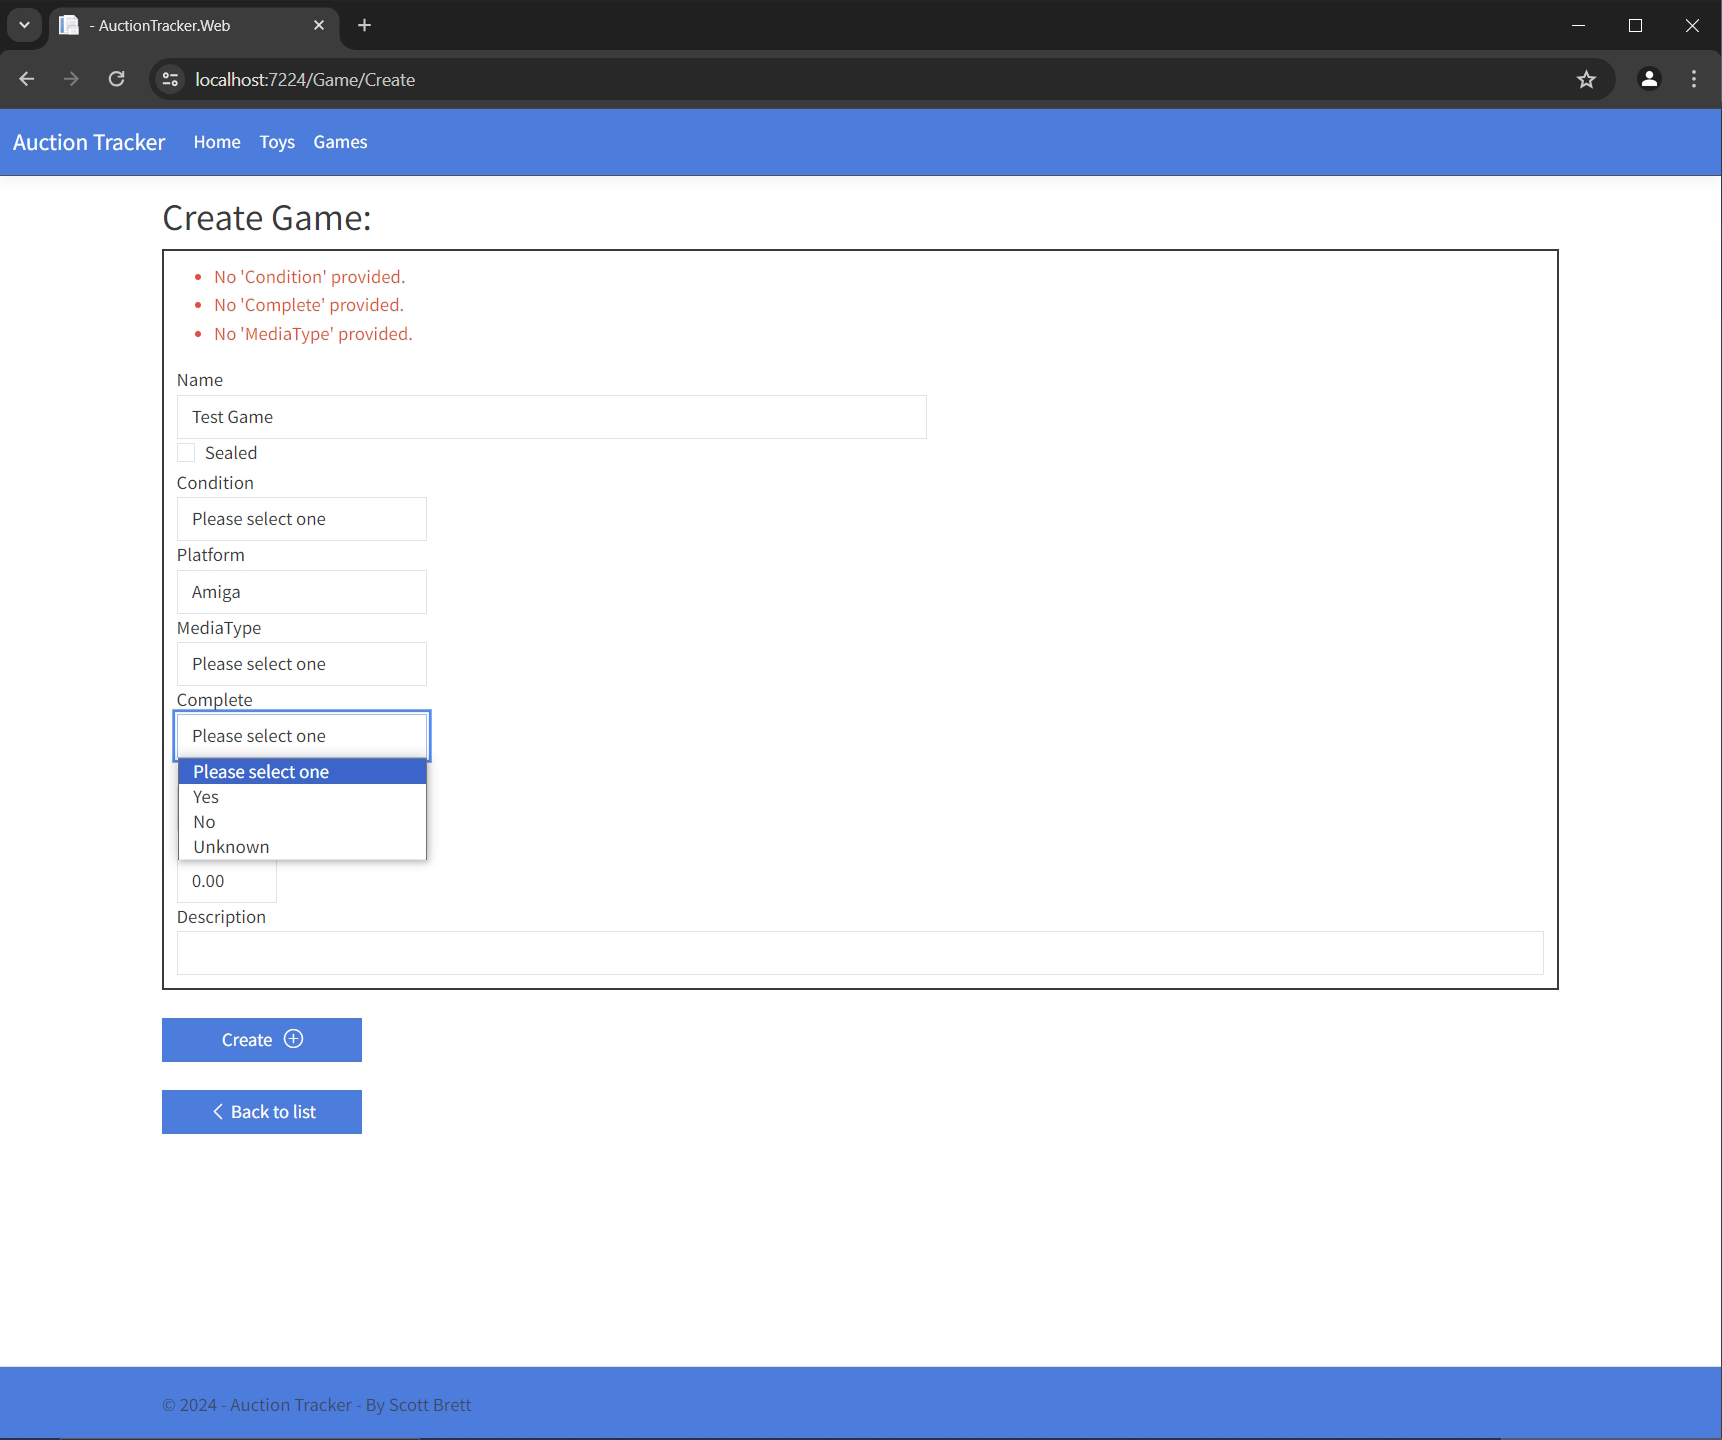 - AuctionTracker.Web
localhost:7224/Game/Create
Auction Tracker Home Toys Games
Create Game:
No 'Condition' provided.
No 'Complete' provided.
No 'MediaType' provided.
Name
Test Game
Sealed
Condition
Please select one
Platform
Amiga
MediaType
Please select one
Complete
Please select one
Please select one
Yes
No
Unknown
0.00
Description
Create
Back to list
© 2024 - Auction Tracker - By Scott Brett